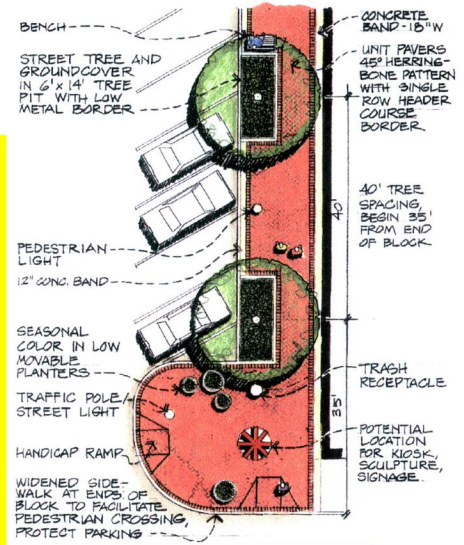 BENCH
STREET TREE AND
GROUNDCOVER
IN 6' x 14' TREE
PIT WITH LOW
METAL BORDER
PEDESTRIAN
LIGHT
12" CONC. BAND
SEASONAL
COLOR IN LOW
MOVABLE
PLANTERS
TRAFFIC POLE/
STREET LIGHT
HANDICAP RAMP
WIDENED SIDE-
WALK AT ENDS OF
BLOCK TO FACILITATE
PEDESTRIAN CROSSING,
PROTECT PARKING
CONCRETE
BAND-18"W
UNIT PAVERS
45° HERRING-
BONE PATTERN
WITH SINGLE
ROW HEADER
COURSE
BORDER
40' TREE
SPACING,
BEGIN 35'
FROM END
OF BLOCK
40'
TRASH
RECEPTACLE
35'
POTENTIAL
LOCATION
FOR KIOSK,
SCULPTURE,
SIGNAGE